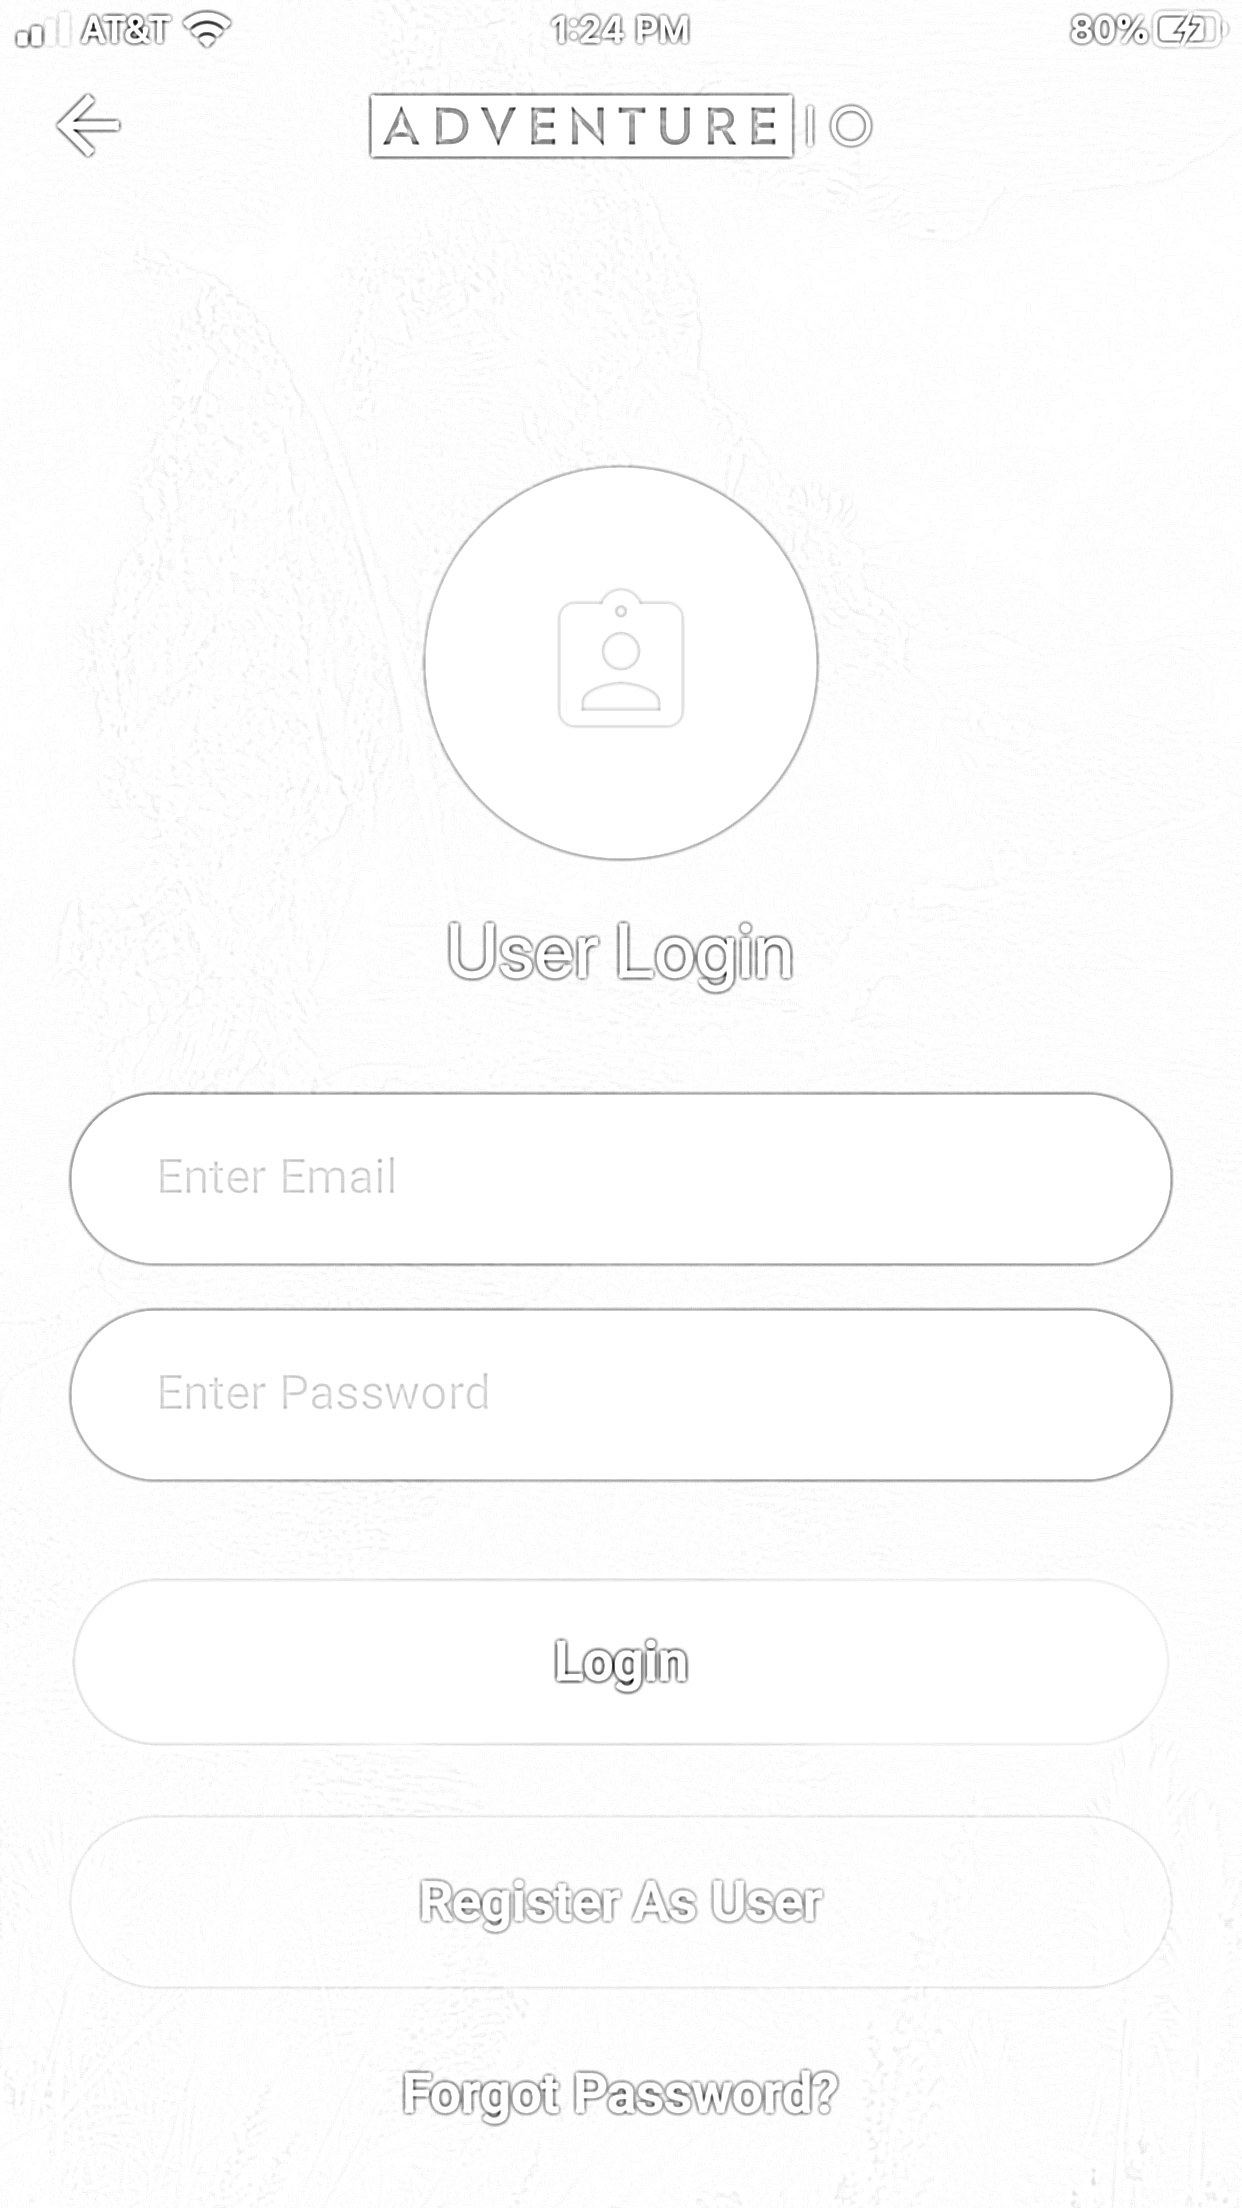 AT&T 1:24 PM 80%
ADVENTURE IO
User Login
Enter Email
Enter Password
Login
Register As User
Forgot Password?